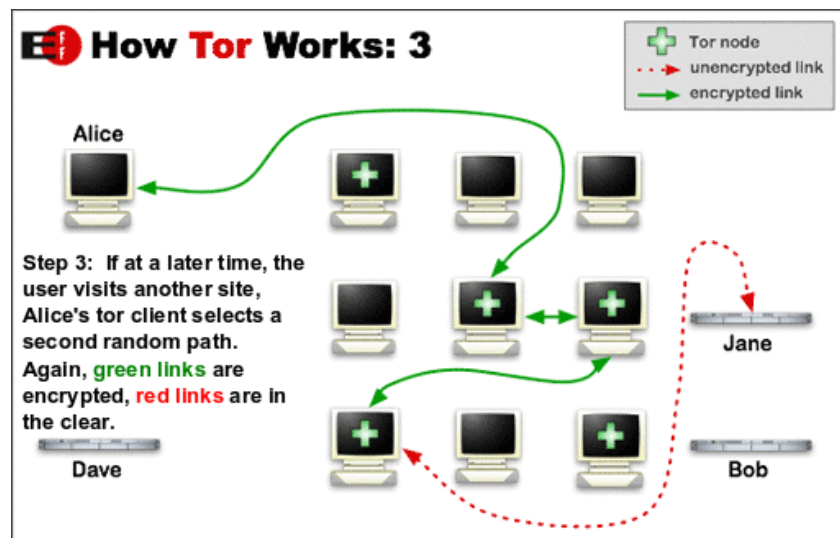 EFF How Tor Works: 3
Tor node
unencrypted link
encrypted link
Alice
Step 3: If at a later time, the
user visits another site,
Alice's tor client selects a
second random path.
Again, green links are
encrypted, red links are in
the clear.
Jane
Dave
Bob